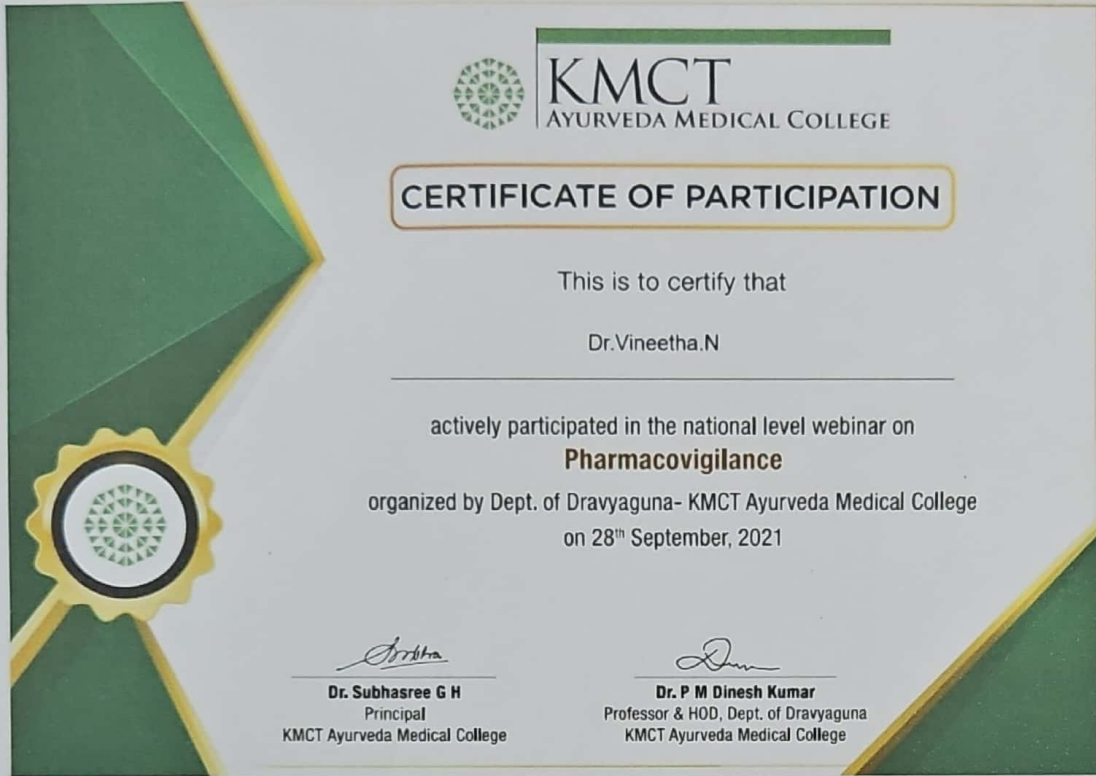 KMCT
AYURVEDA MEDICAL COLLEGE
CERTIFICATE OF PARTICIPATION
This is to certify that
Dr.Vineetha.N
actively participated in the national level webinar on
Pharmacovigilance
organized by Dept. of Dravyaguna- KMCT Ayurveda Medical College
on 28th September, 2021
Dr. Subhasree G H
Principal
KMCT Ayurveda Medical College
Dr. P M Dinesh Kumar
Professor & HOD, Dept. of Dravyaguna
KMCT Ayurveda Medical College